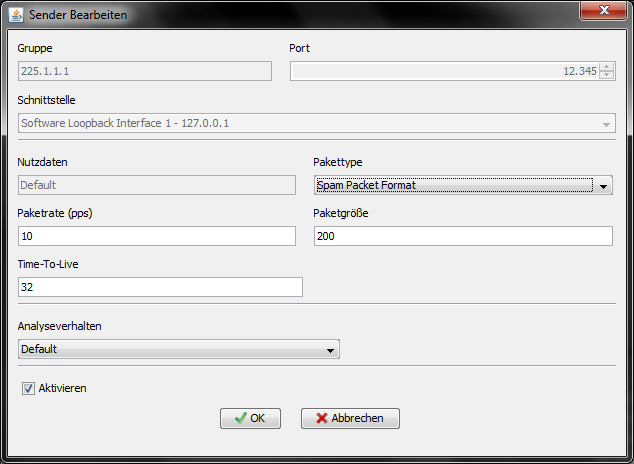 Sender Bearbeiten
Gruppe Port
225.1.1.1 12.345
Schnittstelle
Software Loopback Interface 1 - 127.0.0.1
Nutzdaten Pakettype
Default Spam Packet Format
Paketrate (pps) Paketgröße
10 200
Time-To-Live
32
Analyseverhalten
Default
Aktivieren
OK Abbrechen